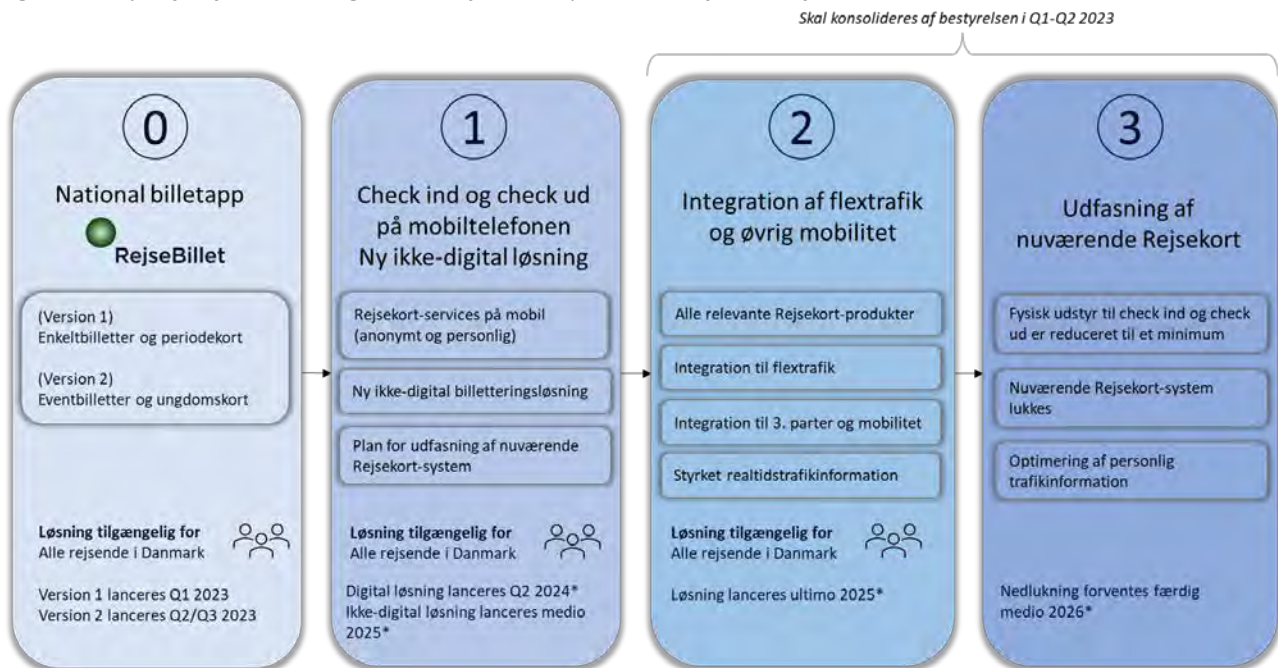 Skal konsolideres af bestyrelsen i Q1-Q2 2023
0
National billetapp
RejseBillet
(Version 1)
Enkeltbilletter og periodekort
(Version 2)
Eventbilletter og ungdomskort
Løsning tilgængelig for
Alle rejsende i Danmark
Version 1 lanceres Q1 2023
Version 2 lanceres Q2/Q3 2023
1
Check ind og check ud
på mobiltelefonen
Ny ikke-digital løsning
Rejsekort-services på mobil
(anonymt og personlig)
Ny ikke-digital billetteringsløsning
Plan for udfasning af nuværende
Rejsekort-system
Løsning tilgængelig for
Alle rejsende i Danmark
Digital løsning lanceres Q2 2024*
Ikke-digital løsning lanceres medio
2025*
2
Integration af flextrafik
og øvrig mobilitet
Alle relevante Rejsekort-produkter
Integration til flextrafik
Integration til 3. parter og mobilitet
Styrket realtidstrafikinformation
Løsning tilgængelig for
Alle rejsende i Danmark
Løsning lanceres ultimo 2025*
3
Udfasning af
nuværende Rejsekort
Fysisk udstyr til check ind og check
ud er reduceret til et minimum
Nuværende Rejsekort-system
lukkes
Optimering af personlig
trafikinformation
Nedlukning forventes færdig
medio 2026*